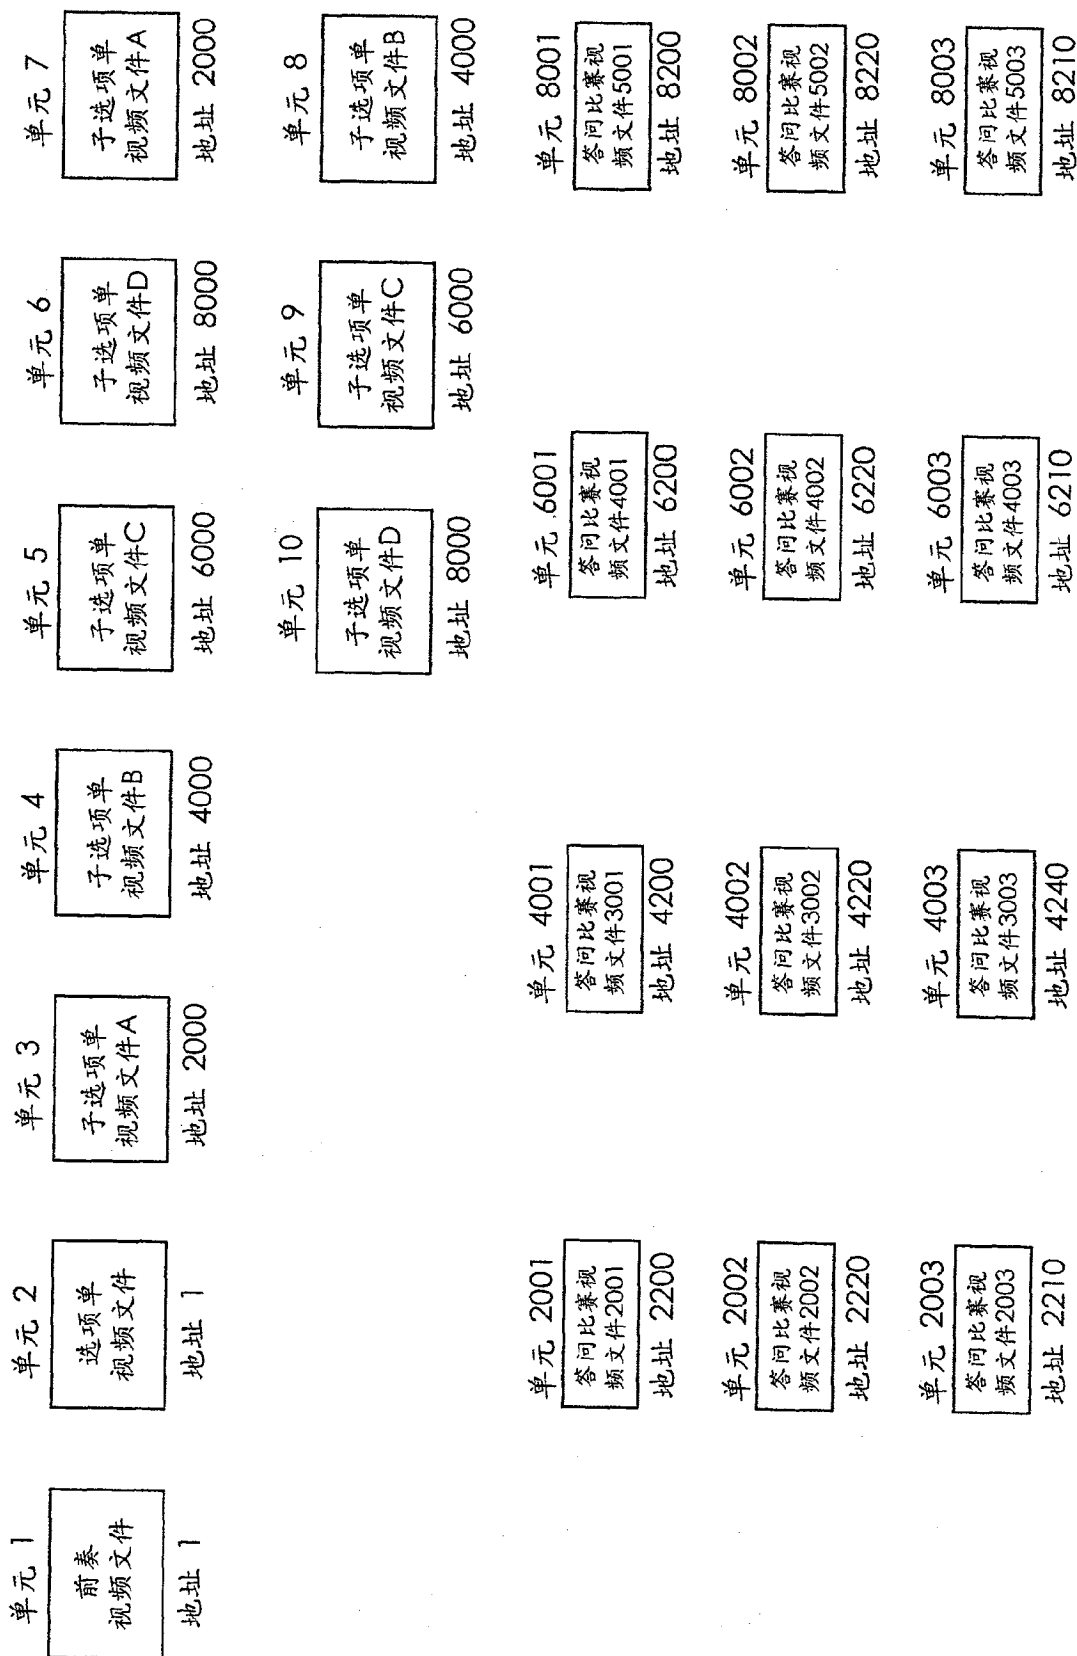 单元 1
前奏
视频文件
地址 1
单元 2
选项单
视频文件
地址 1
单元 3
子选项单
视频文件A
地址 2000
单元 4
子选项单
视频文件B
地址 4000
单元 5
子选项单
视频文件C
地址 6000
单元 6
子选项单
视频文件D
地址 8000
单元 7
子选项单
视频文件A
地址 2000
单元 10
子选项单
视频文件D
地址 8000
单元 9
子选项单
视频文件C
地址 6000
单元 8
子选项单
视频文件B
地址 4000
单元 2001
答问比赛视
频文件2001
地址 2200
单元 4001
答问比赛视
频文件3001
地址 4200
单元 6001
答问比赛视
频文件4001
地址 6200
单元 8001
答问比赛视
频文件5001
地址 8200
单元 2002
答问比赛视
频文件2002
地址 2220
单元 4002
答问比赛视
频文件3002
地址 4220
单元 6002
答问比赛视
频文件4002
地址 6220
单元 8002
答问比赛视
频文件5002
地址 8220
单元 2003
答问比赛视
频文件2003
地址 2210
单元 4003
答问比赛视
频文件3003
地址 4240
单元 6003
答问比赛视
频文件4003
地址 6210
单元 8003
答问比赛视
频文件5003
地址 8210